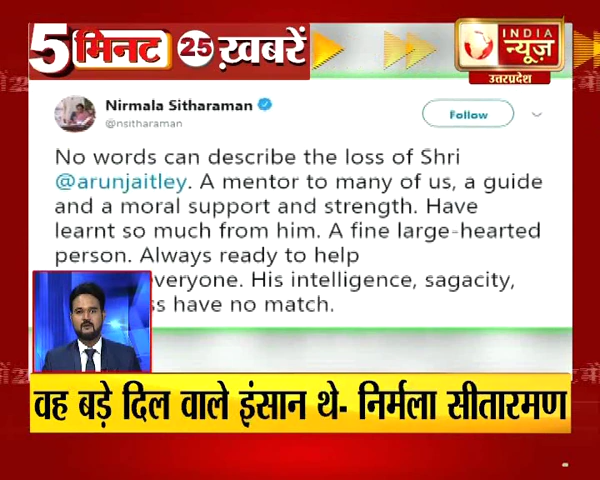 5 मिनट 25 ख़बरें
INDIA
न्यूज़
उत्तरप्रदेश
Nirmala Sitharaman
@nsitharaman
Follow
No words can describe the loss of Shri
@arunjaitley. A mentor to many of us, a guide
and a moral support and strength. Have
learnt so much from him. A fine large-hearted
person. Always ready to help
everyone. His intelligence, sagacity,
have no match.
वह बड़े दिल वाले इंसान थे- निर्मला सीतारमण